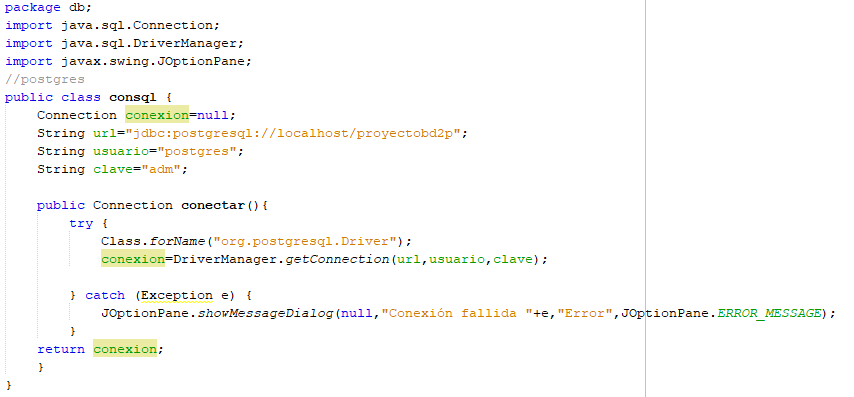 package db;
import java.sql.Connection;
import java.sql.DriverManager;
import javax.swing.JOptionPane;
//postgres
public class consql {
    Connection conexion=null;
    String url="jdbc:postgresql://localhost/proyectobd2p";
    String usuario="postgres";
    String clave="adm";

    public Connection conectar(){
        try {
            Class.forName("org.postgresql.Driver");
            conexion=DriverManager.getConnection(url,usuario,clave);

        } catch (Exception e) {
            JOptionPane.showMessageDialog(null,"Conexión fallida "+e,"Error",JOptionPane.ERROR_MESSAGE);
        }
    return conexion;
    }
}